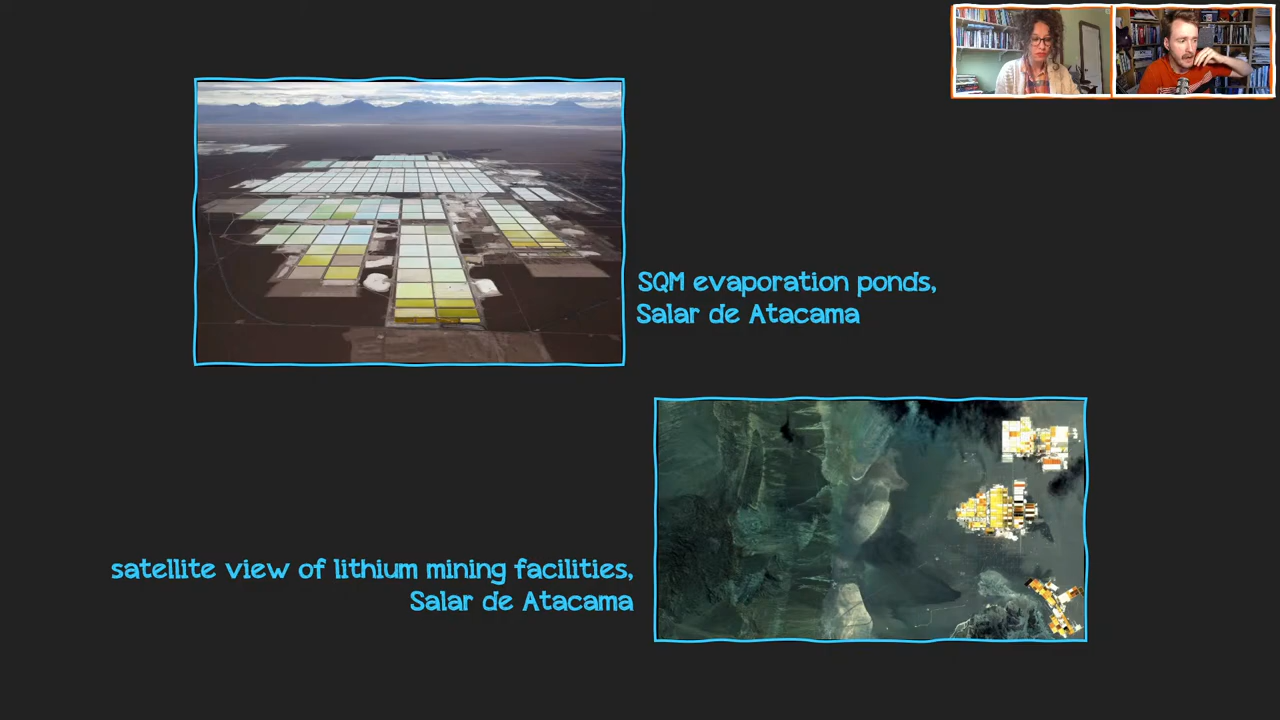 SQM evaporation ponds,
Salar de Atacama
satellite view of lithium mining facilities,
Salar de Atacama